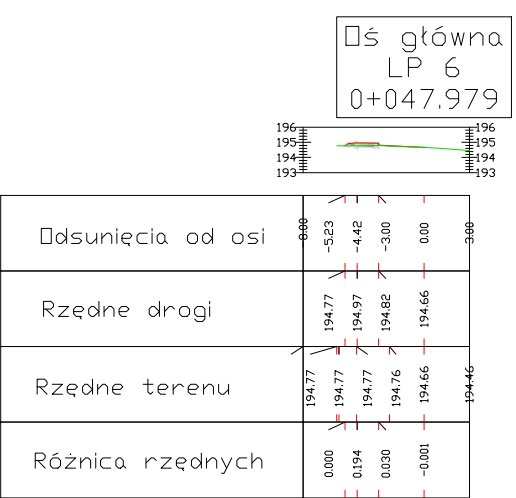 ▯ś główna
LP 6
0+047.979
196 196
195 195
194 194
193 193
▯dsunięcia od osi 8.00 -5.23 -4.42 -3.00 0.00 3.00
Rzędne drogi 194.77 194.97 194.82 194.66
Rzędne terenu 194.77 194.77 194.77 194.76 194.66 194.46
Różnica rzędnych 0.000 0.194 0.030 -0.001